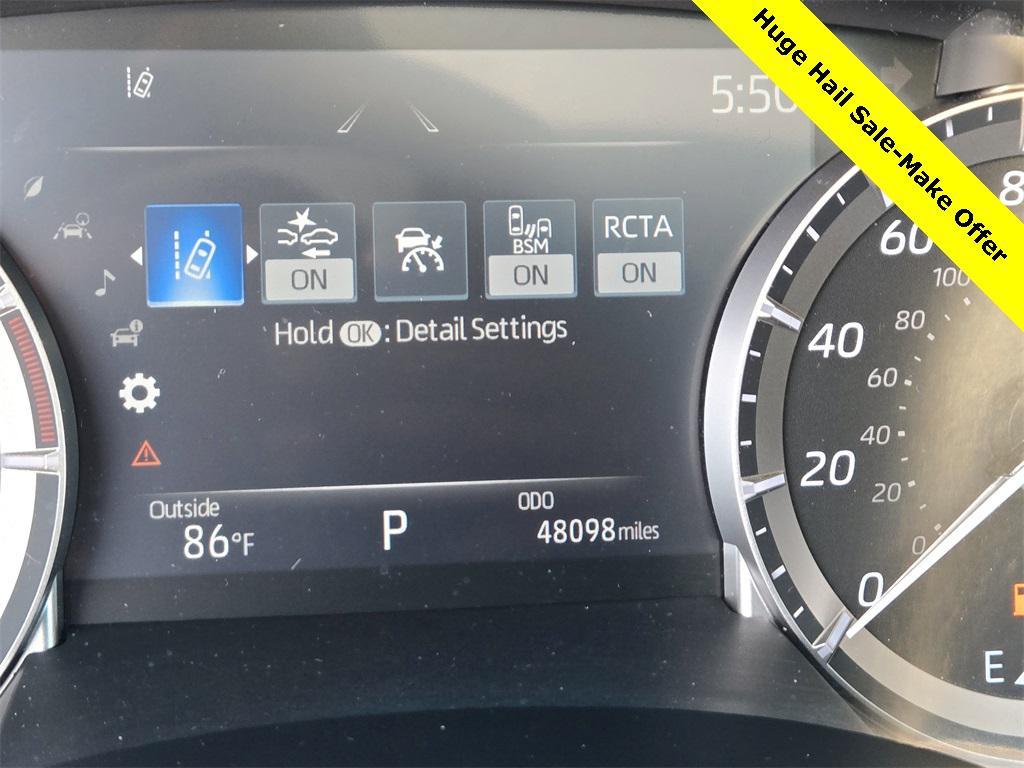 Huge Hail Sale-Make Offer
5:50
ON
BSM
ON
RCTA
ON
Hold OK : Detail Settings
Outside
86°F
P
ODO
48098 miles
8
60
100
40
80
60
20
40
20
0
0
E